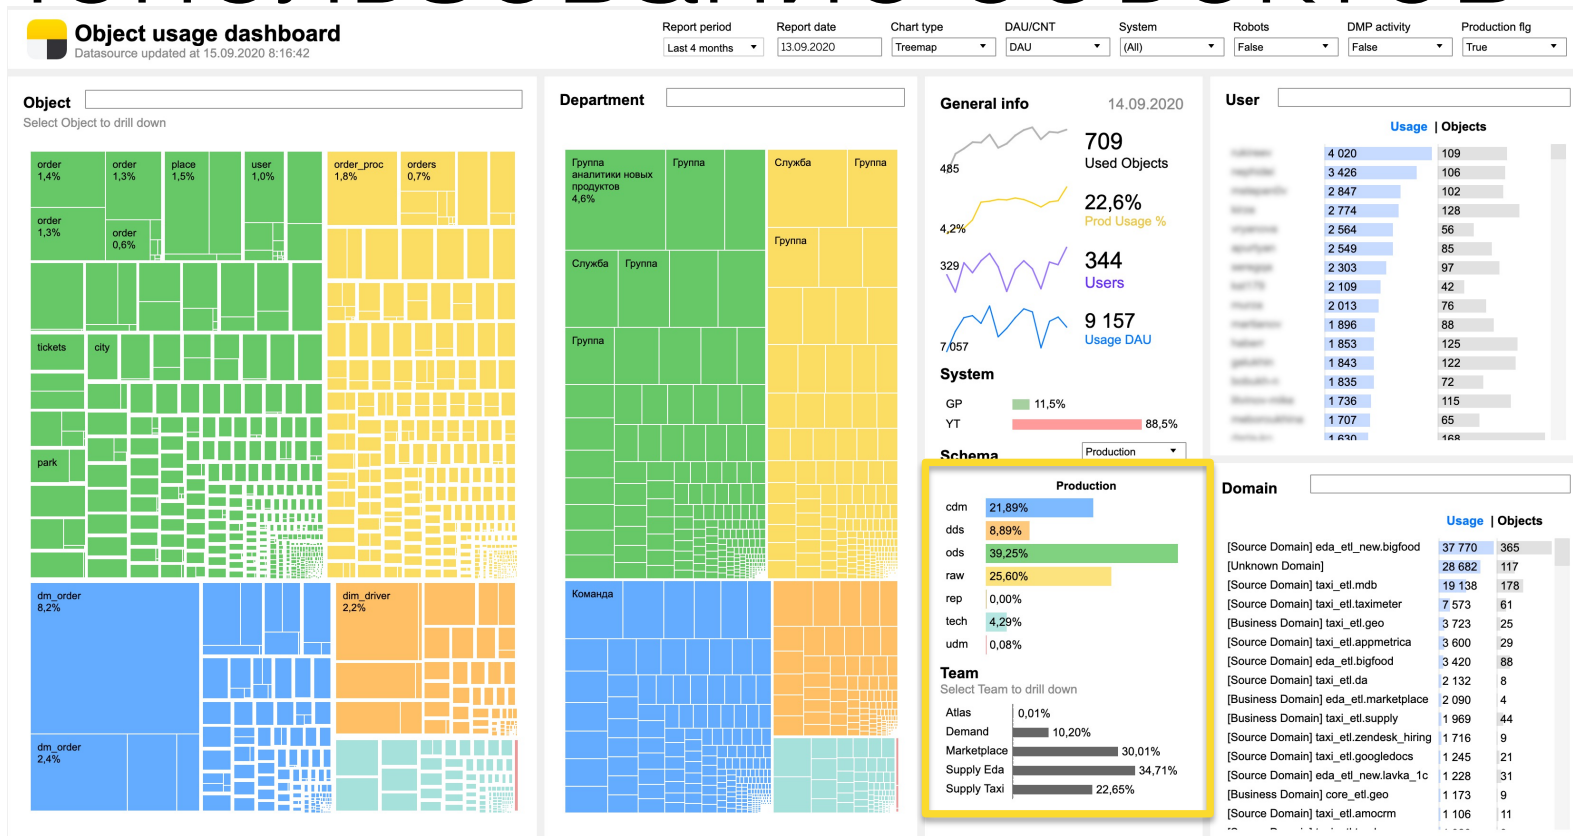 Object usage dashboard
Datasource updated at 15.09.2020 8:16:42
Report period
Last 4 months
Report date
13.09.2020
Chart type
Treemap
DAU/CNT
DAU
System
(All)
Robots
False
DMP activity
False
Production flg
True
Object
Select Object to drill down
order
1,4%
order
1,3%
place
1,5%
user
1,0%
order
1,3%
order
0,6%
order_proc
1,8%
orders
0,7%
tickets
city
park
dm_order
8,2%
dim_driver
2,2%
dm_order
2,4%
Department
Группа
аналитики новых
продуктов
4,6%
Группа
Служба
Группа
Группа
Служба
Группа
Группа
Команда
General info
14.09.2020
485
709
Used Objects
4,2%
22,6%
Prod Usage %
329
344
Users
7,057
9 157
Usage DAU
System
GP 11,5%
YT 88,5%
Schema
Production
Production
cdm 21,89%
dds 8,89%
ods 39,25%
raw 25,60%
rep 0,00%
tech 4,29%
udm 0,08%
Team
Select Team to drill down
Atlas 0,01%
Demand 10,20%
Marketplace 30,01%
Supply Eda 34,71%
Supply Taxi 22,65%
User
Usage | Objects
4 020 109
3 426 106
2 847 102
2 774 128
2 564 56
2 549 85
2 303 97
2 109 42
2 013 76
1 896 88
1 853 125
1 843 122
1 835 72
1 736 115
1 707 65
1 630 168
Domain
Usage | Objects
[Source Domain] eda_etl_new.bigfood 37 770 365
[Unknown Domain] 28 682 117
[Source Domain] taxi_etl.mdb 19 138 178
[Source Domain] taxi_etl.taximeter 7 573 61
[Business Domain] taxi_etl.geo 3 723 25
[Source Domain] taxi_etl.appmetrica 3 600 29
[Source Domain] eda_etl.bigfood 3 420 88
[Source Domain] taxi_etl.da 2 132 8
[Business Domain] eda_etl.marketplace 2 090 4
[Business Domain] taxi_etl.supply 1 969 44
[Source Domain] taxi_etl.zendesk_hiring 1 716 9
[Source Domain] taxi_etl.googledocs 1 245 21
[Source Domain] eda_etl_new.lavka_1c 1 228 31
[Business Domain] core_etl.geo 1 173 9
[Source Domain] taxi_etl.amocrm 1 106 11